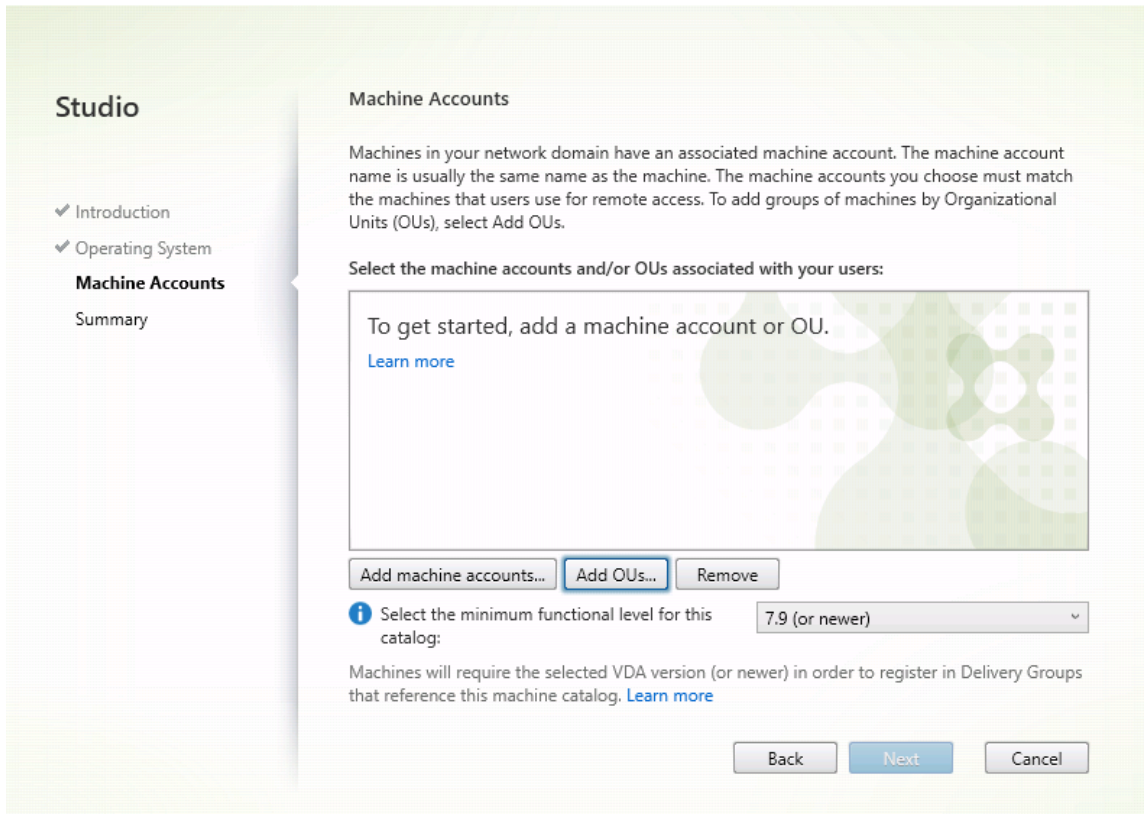 Studio
Introduction
Operating System
Machine Accounts
Summary
Machine Accounts
Machines in your network domain have an associated machine account. The machine account
name is usually the same name as the machine. The machine accounts you choose must match
the machines that users use for remote access. To add groups of machines by Organizational
Units (OUs), select Add OUs.
Select the machine accounts and/or OUs associated with your users:
To get started, add a machine account or OU.
Learn more
Add machine accounts... Add OUs... Remove
Select the minimum functional level for this
catalog:
7.9 (or newer)
Machines will require the selected VDA version (or newer) in order to register in Delivery Groups
that reference this machine catalog. Learn more
Back Next Cancel